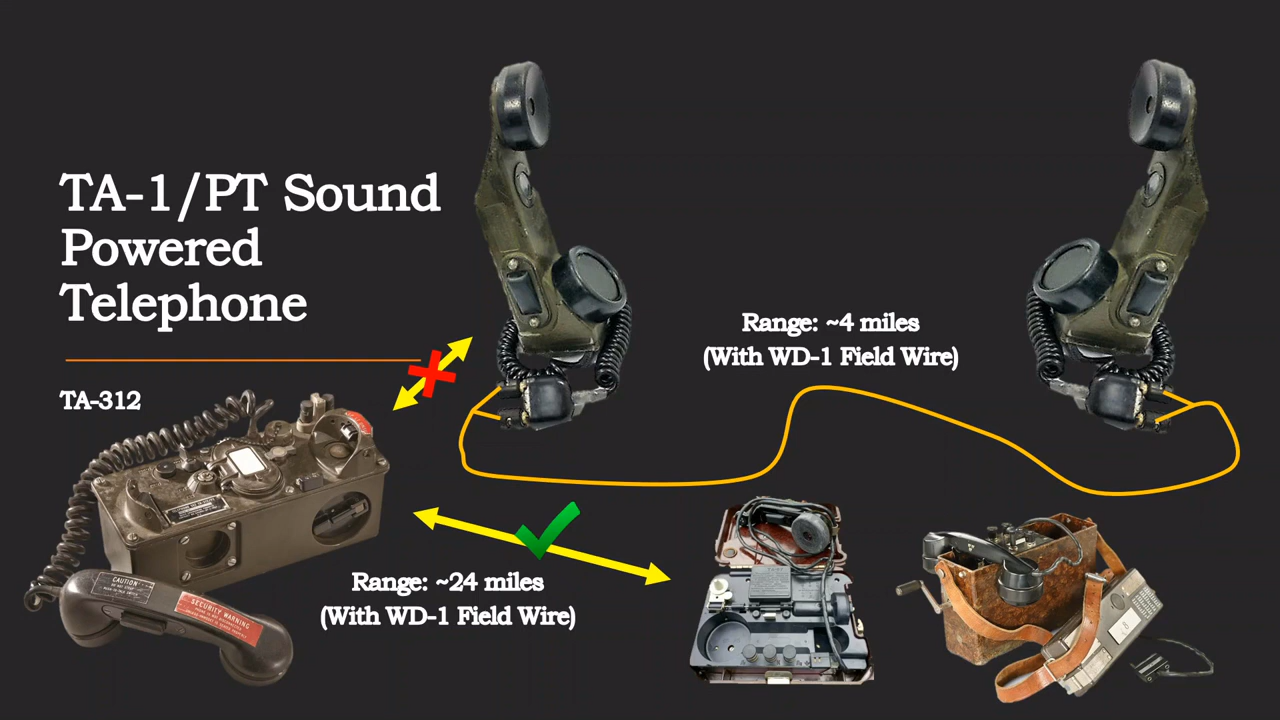 TA-1/PT Sound
Powered
Telephone
TA-312
Range: ~4 miles
(With WD-1 Field Wire)
Range: ~24 miles
(With WD-1 Field Wire)
CAUTION
SECURITY WARNING